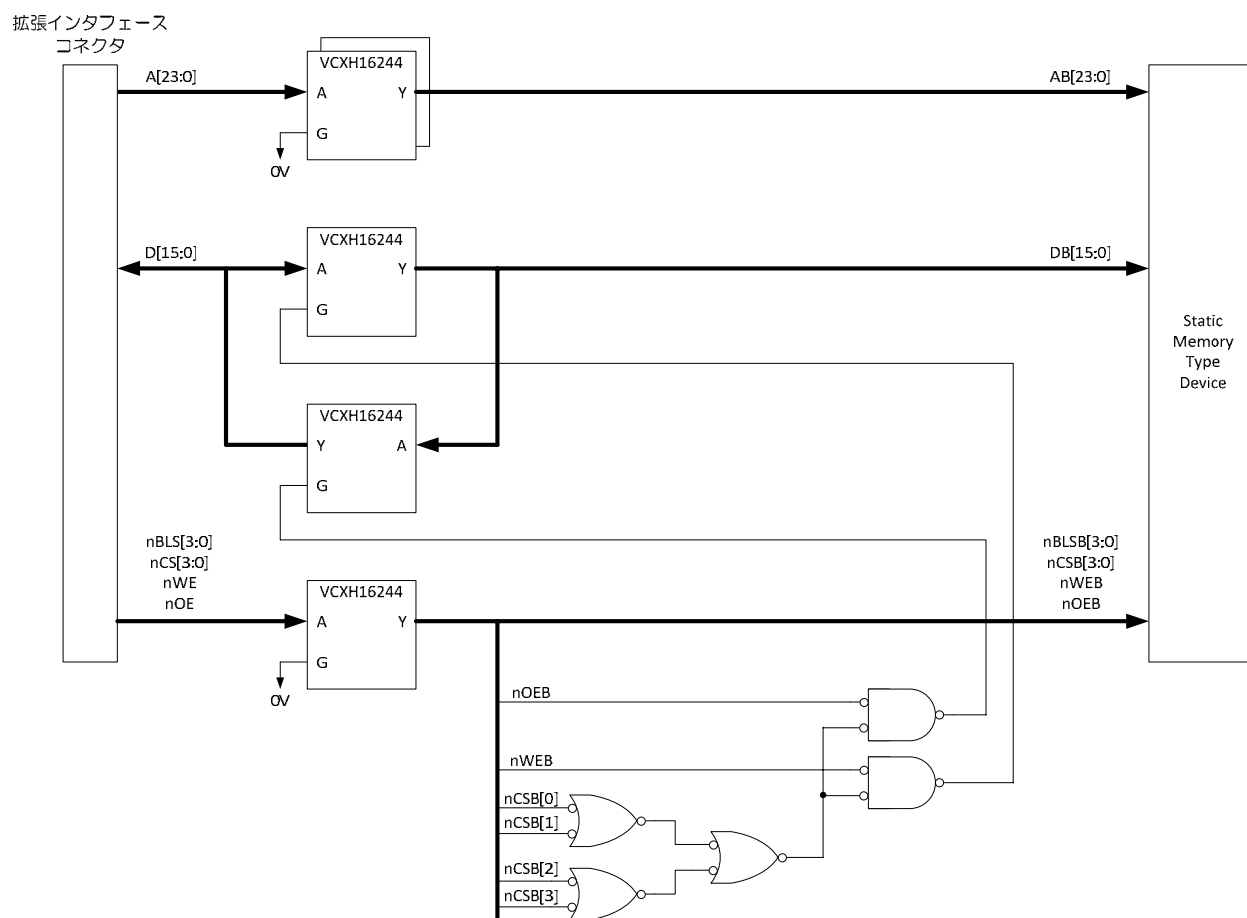 拡張インタフェース
コネクタ
A[23:0]
VCXH16244
A
Y
G
0V
AB[23:0]
D[15:0]
VCXH16244
A
Y
G
DB[15:0]
Static
Memory
Type
Device
VCXH16244
Y
A
G
nBLS[3:0]
nCS[3:0]
nWE
nOE
VCXH16244
A
Y
G
0V
nBLSB[3:0]
nCSB[3:0]
nWEB
nOEB
nOEB
nWEB
nCSB[0]
nCSB[1]
nCSB[2]
nCSB[3]